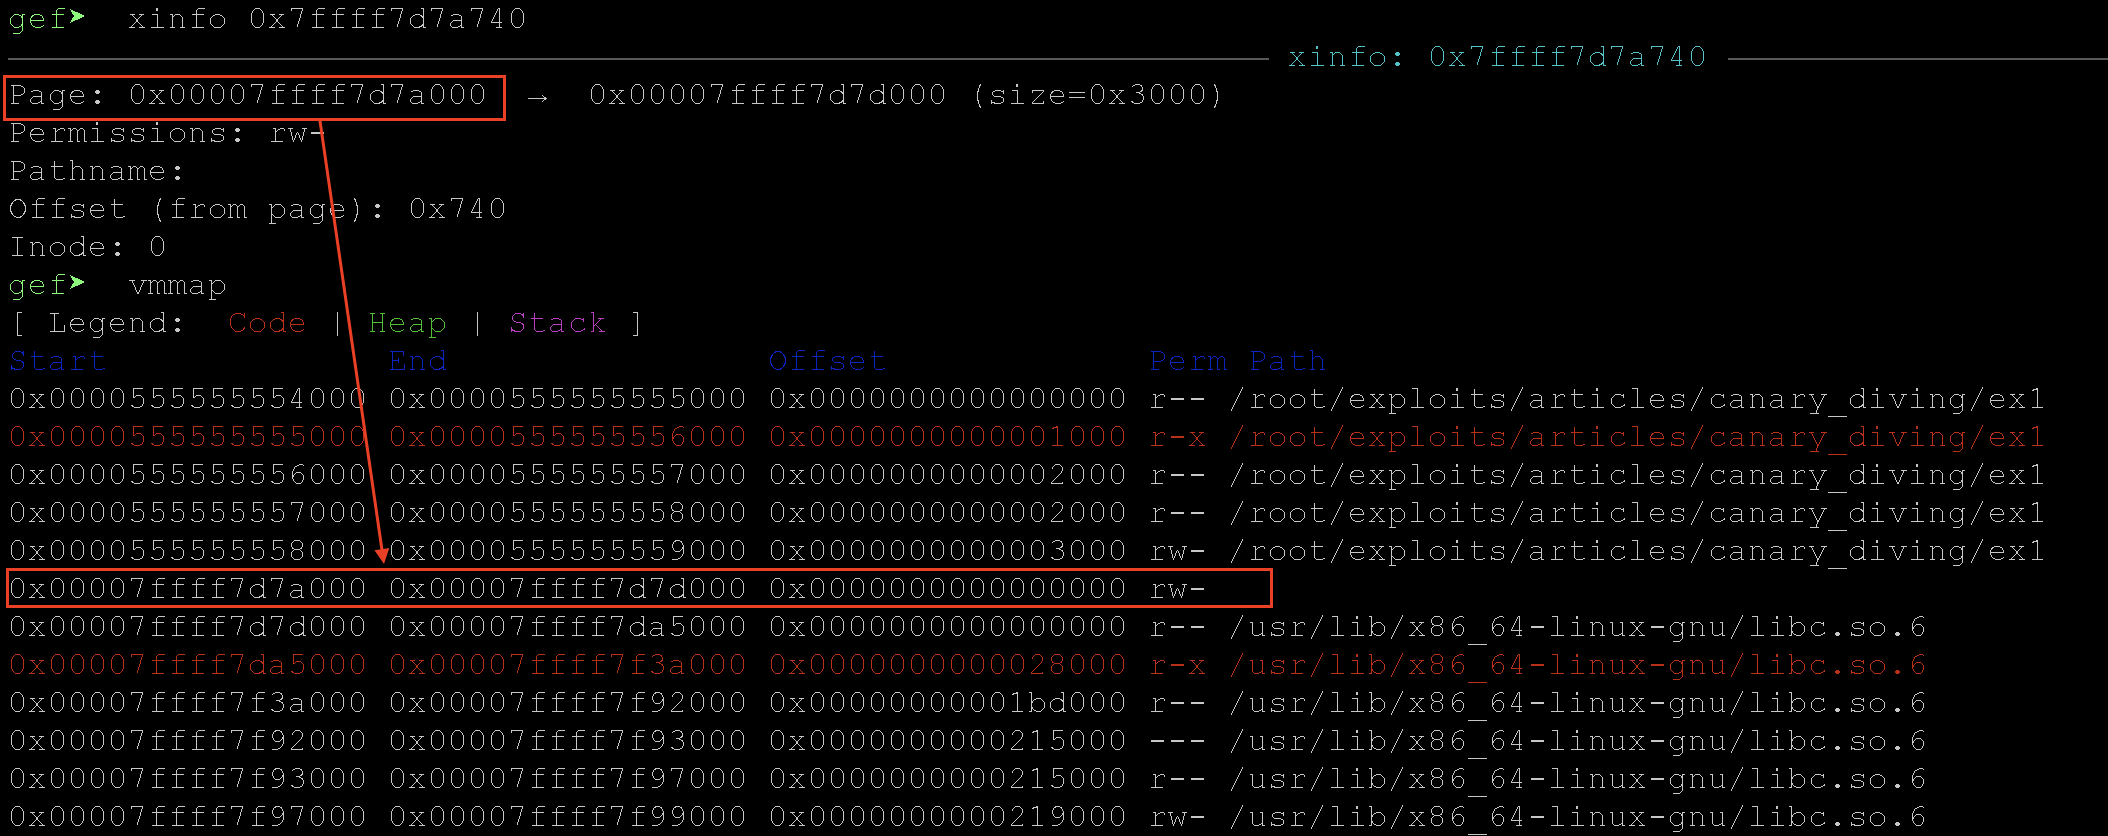 gef➤  xinfo 0x7ffff7d7a740
xinfo: 0x7ffff7d7a740
Page: 0x00007ffff7d7a000  →  0x00007ffff7d7d000 (size=0x3000)
Permissions: rw-
Pathname:
Offset (from page): 0x740
Inode: 0
gef➤  vmmap
[ Legend:  Code | Heap | Stack ]
Start              End                Offset             Perm Path
0x0000555555554000 0x0000555555555000 0x0000000000000000 r-- /root/exploits/articles/canary_diving/ex1
0x0000555555555000 0x0000555555556000 0x0000000000001000 r-x /root/exploits/articles/canary_diving/ex1
0x0000555555556000 0x0000555555557000 0x0000000000002000 r-- /root/exploits/articles/canary_diving/ex1
0x0000555555557000 0x0000555555558000 0x0000000000002000 r-- /root/exploits/articles/canary_diving/ex1
0x0000555555558000 0x0000555555559000 0x0000000000003000 rw- /root/exploits/articles/canary_diving/ex1
0x00007ffff7d7a000 0x00007ffff7d7d000 0x0000000000000000 rw-
0x00007ffff7d7d000 0x00007ffff7da5000 0x0000000000000000 r-- /usr/lib/x86_64-linux-gnu/libc.so.6
0x00007ffff7da5000 0x00007ffff7f3a000 0x0000000000028000 r-x /usr/lib/x86_64-linux-gnu/libc.so.6
0x00007ffff7f3a000 0x00007ffff7f92000 0x00000000001bd000 r-- /usr/lib/x86_64-linux-gnu/libc.so.6
0x00007ffff7f92000 0x00007ffff7f93000 0x0000000000215000 --- /usr/lib/x86_64-linux-gnu/libc.so.6
0x00007ffff7f93000 0x00007ffff7f97000 0x0000000000215000 r-- /usr/lib/x86_64-linux-gnu/libc.so.6
0x00007ffff7f97000 0x00007ffff7f99000 0x0000000000219000 rw- /usr/lib/x86_64-linux-gnu/libc.so.6